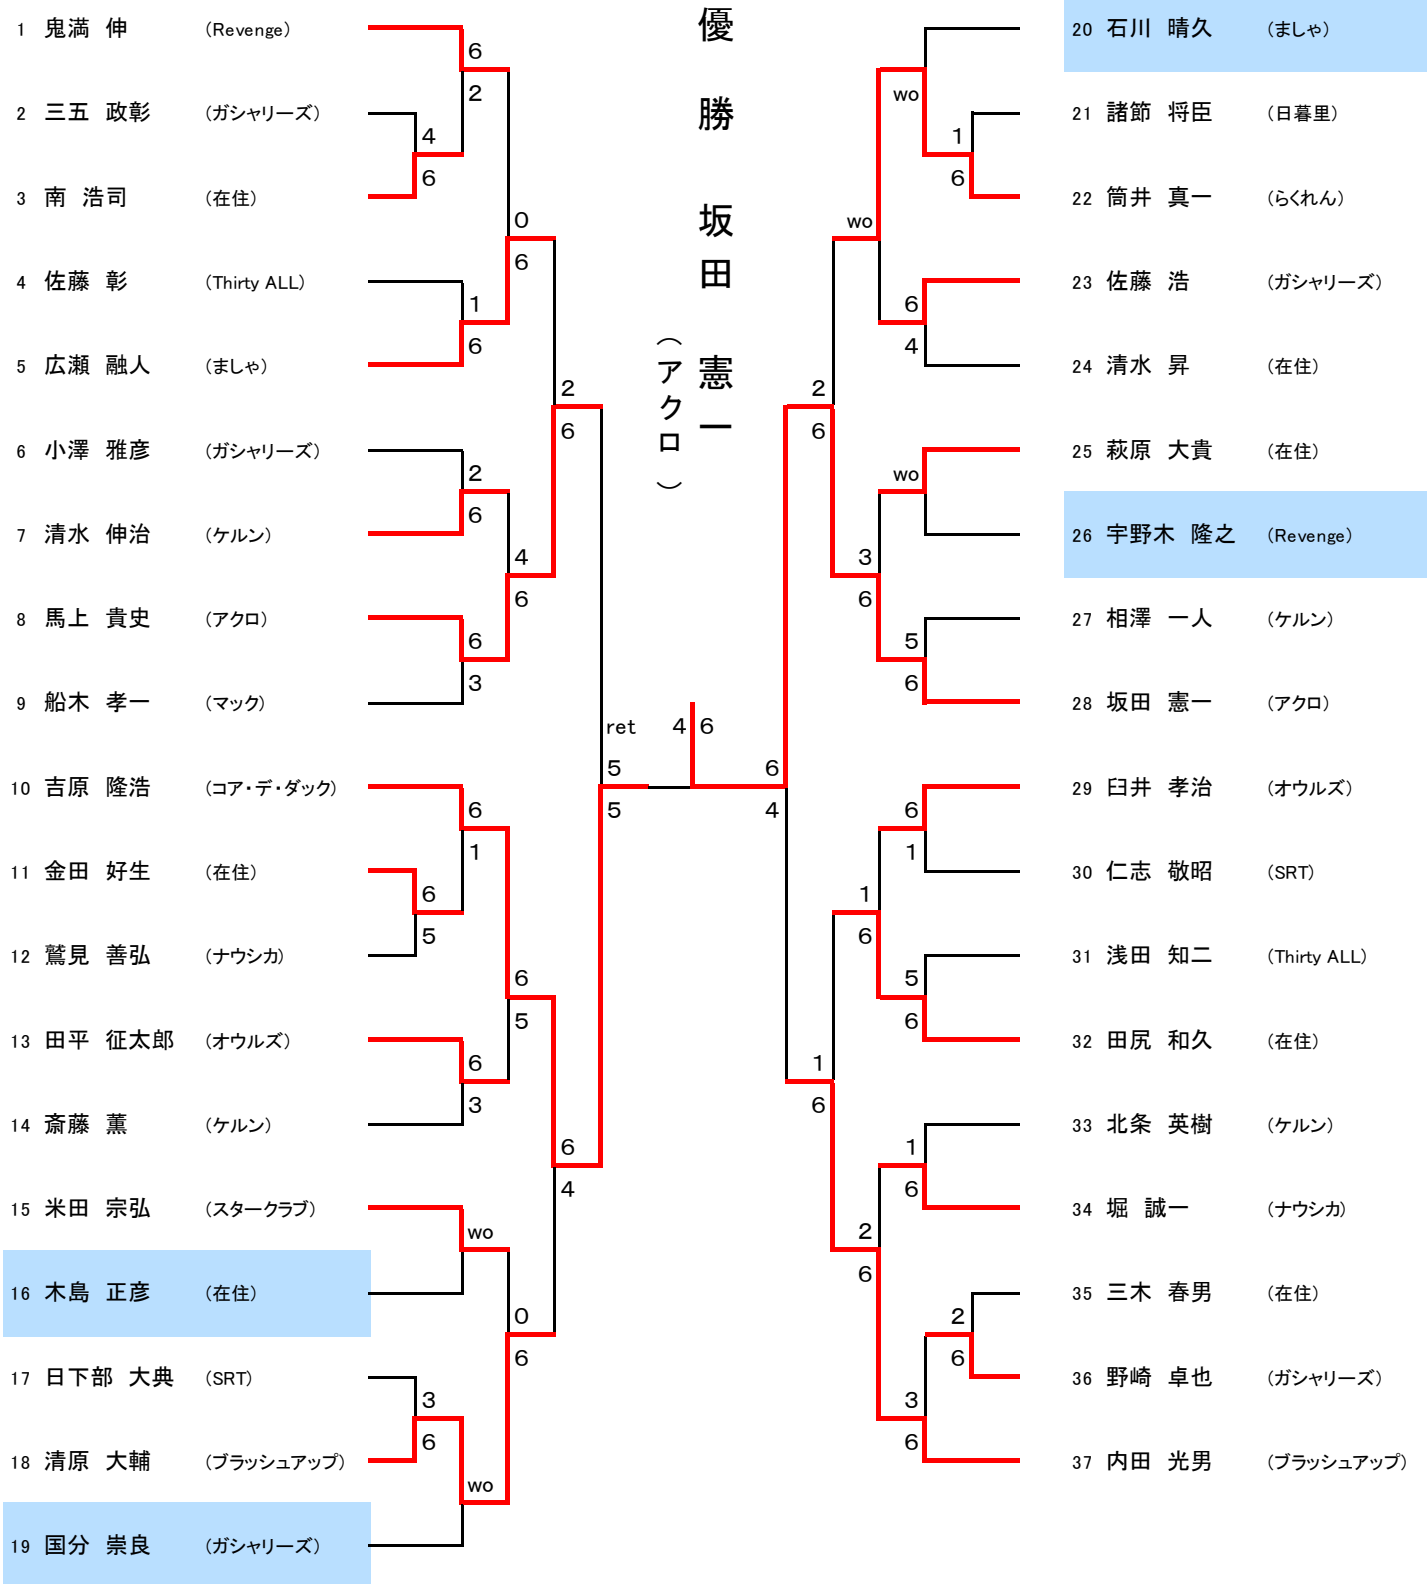 優勝 坂田 憲一
（アクロ）
1 鬼満 伸 （Revenge）
6
2
2 三五 政彰 （ガシャリーズ）
4
6
3 南 浩司 （在住）
0
6
4 佐藤 彰 （Thirty ALL）
1
6
5 広瀬 融人 （ましゃ）
2
6
6 小澤 雅彦 （ガシャリーズ）
2
6
7 清水 伸治 （ケルン）
4
6
8 馬上 貴史 （アクロ）
6
3
9 船木 孝一 （マック）
ret
5
5
10 吉原 隆浩 （コア・デ・ダック）
6
1
11 金田 好生 （在住）
6
5
12 鷲見 善弘 （ナウシカ）
6
5
13 田平 征太郎 （オウルズ）
6
3
14 斎藤 薫 （ケルン）
6
4
15 米田 宗弘 （スタークラブ）
wo
16 木島 正彦 （在住）
0
6
17 日下部 大典 （SRT）
3
6
18 清原 大輔 （ブラッシュアップ）
wo
19 国分 崇良 （ガシャリーズ）
4 6
20 石川 晴久 （ましゃ）
wo
21 諸節 将臣 （日暮里）
1
6
22 筒井 真一 （らくれん）
wo
23 佐藤 浩 （ガシャリーズ）
6
4
24 清水 昇 （在住）
2
6
25 萩原 大貴 （在住）
wo
26 宇野木 隆之 （Revenge）
3
6
27 相澤 一人 （ケルン）
5
6
28 坂田 憲一 （アクロ）
6
4
29 臼井 孝治 （オウルズ）
6
1
30 仁志 敬昭 （SRT）
1
6
31 浅田 知二 （Thirty ALL）
5
6
32 田尻 和久 （在住）
1
6
33 北条 英樹 （ケルン）
1
6
34 堀 誠一 （ナウシカ）
2
6
35 三木 春男 （在住）
2
6
36 野崎 卓也 （ガシャリーズ）
3
6
37 内田 光男 （ブラッシュアップ）